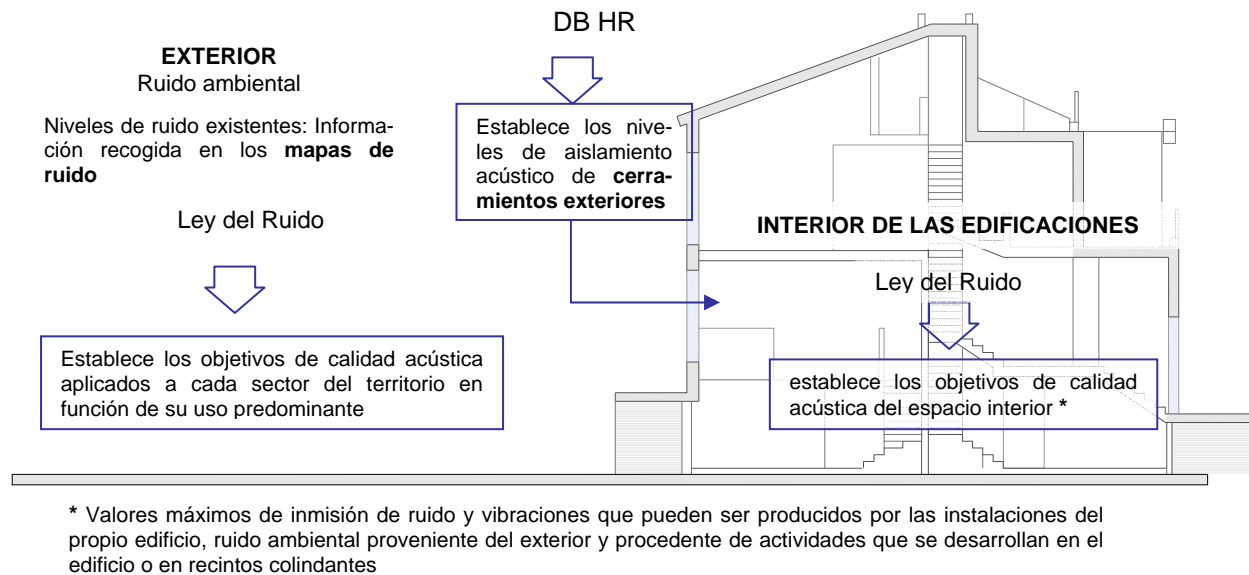 DB HR
EXTERIOR
Ruido ambiental
Niveles de ruido existentes: Informa-
ción recogida en los mapas de
ruido
Ley del Ruido
Establece los objetivos de calidad acústica
aplicados a cada sector del territorio en
función de su uso predominante
Establece los nive-
les de aislamiento
acústico de cerra-
mientos exteriores
INTERIOR DE LAS EDIFICACIONES
Ley del Ruido
establece los objetivos de calidad
acústica del espacio interior *
* Valores máximos de inmisión de ruido y vibraciones que pueden ser producidos por las instalaciones del
propio edificio, ruido ambiental proveniente del exterior y procedente de actividades que se desarrollan en el
edificio o en recintos colindantes